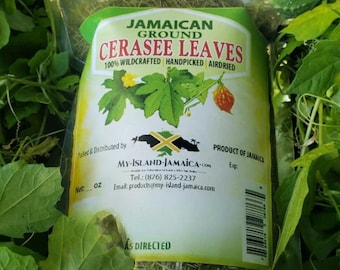 JAMAICAN
GROUND
CERASEE LEAVES
100% WILDCRAFTED | HANDPICKED | AIRDRIED
Packed & Distributed by
PRODUCT OF JAMAICA
MY-ISLAND-JAMAICA.COM
Exp:
Tel: (876) 825-2237
Email: products@my-island-jamaica.com
Net: oz
AS DIRECTED